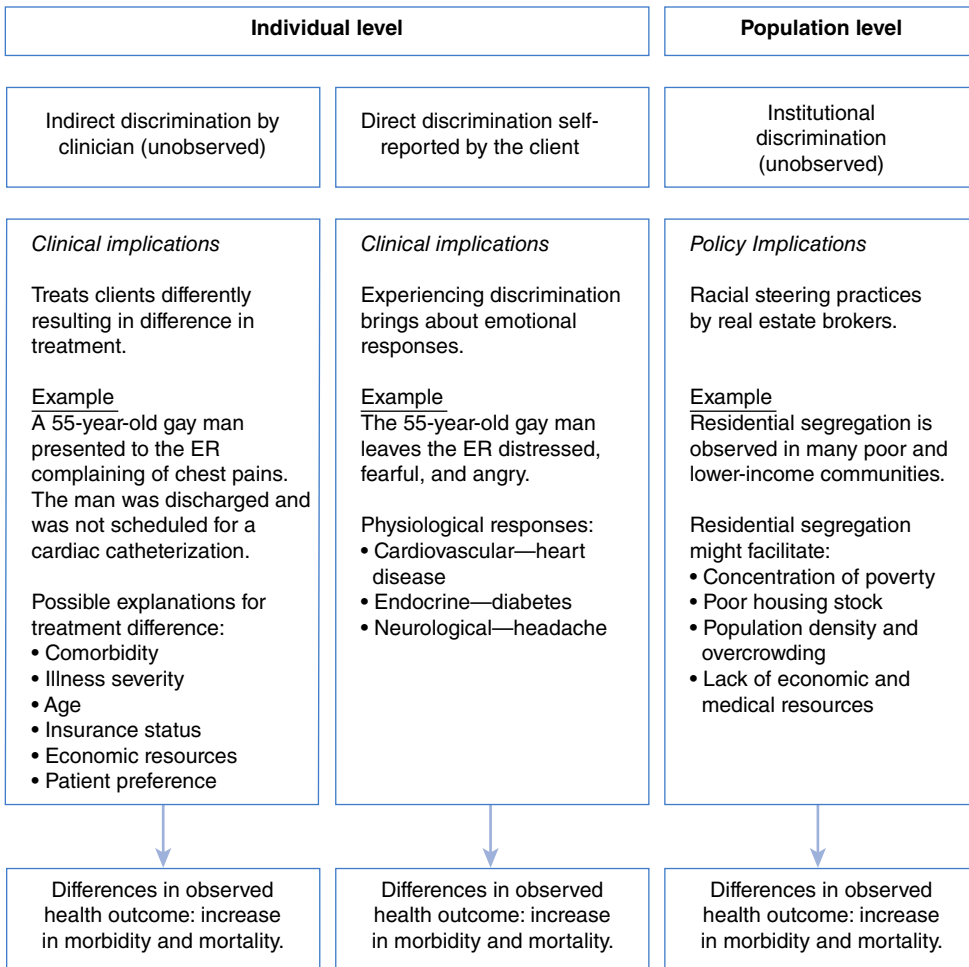 Individual level
Population level
Indirect discrimination by
clinician (unobserved)
Direct discrimination self-
reported by the client
Institutional
discrimination
(unobserved)
Clinical implications
Treats clients differently
resulting in difference in
treatment.
Example
A 55-year-old gay man
presented to the ER
complaining of chest pains.
The man was discharged and
was not scheduled for a
cardiac catheterization.
Possible explanations for
treatment difference:
• Comorbidity
• Illness severity
• Age
• Insurance status
• Economic resources
• Patient preference
Clinical implications
Experiencing discrimination
brings about emotional
responses.
Example
The 55-year-old gay man
leaves the ER distressed,
fearful, and angry.
Physiological responses:
• Cardiovascular—heart
disease
• Endocrine—diabetes
• Neurological—headache
Policy Implications
Racial steering practices
by real estate brokers.
Example
Residential segregation is
observed in many poor and
lower-income communities.
Residential segregation
might facilitate:
• Concentration of poverty
• Poor housing stock
• Population density and
overcrowding
• Lack of economic and
medical resources
Differences in observed
health outcome: increase
in morbidity and mortality.
Differences in observed
health outcome: increase
in morbidity and mortality.
Differences in observed
health outcome: increase
in morbidity and mortality.